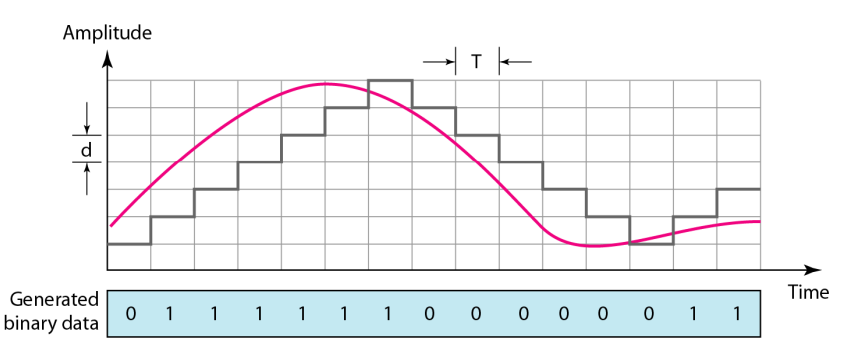 Amplitude
T
d
Time
Generated
binary data
0 1 1 1 1 1 1 0 0 0 0 0 0 1 1